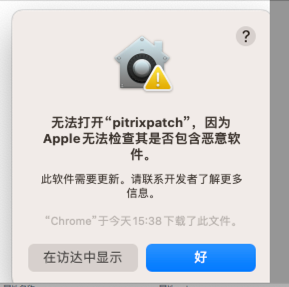 ?
无法打开“pitrixpatch”，因为
Apple无法检查其是否包含恶意软
件。
此软件需要更新。请联系开发者了解更多
信息。
“Chrome”于今天15:38下载了此文件。
在访达中显示
好